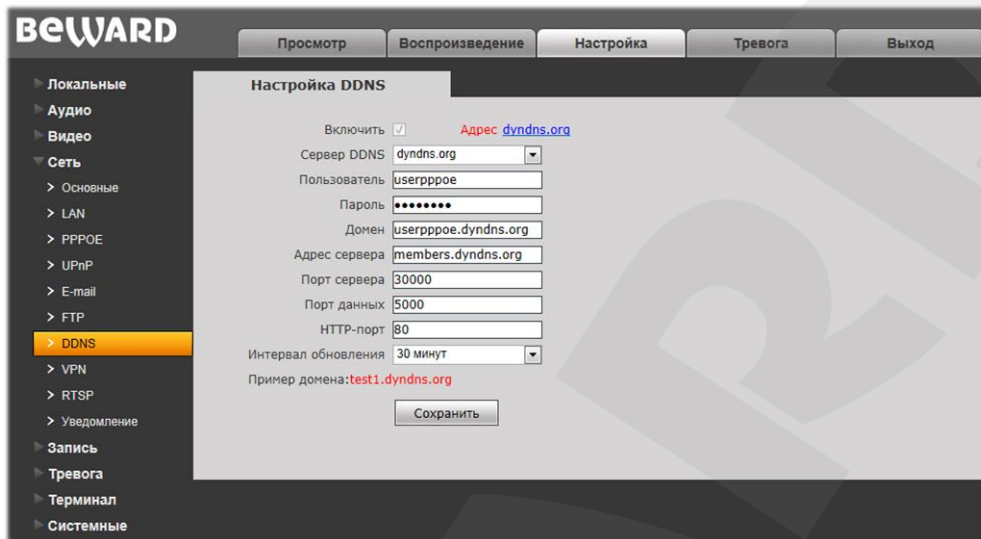 BEWARD
Просмотр Воспроизведение Настройка Тревога Выход
Локальные
Аудио
Видео
Сеть
> Основные
> LAN
> PPPOE
> UPnP
> E-mail
> FTP
> DDNS
> VPN
> RTSP
> Уведомление
Запись
Тревога
Терминал
Системные
Настройка DDNS
Включить Адрес dyndns.org
Сервер DDNS dyndns.org
Пользователь userpppoe
Пароль ●●●●●●●●
Домен userpppoe.dyndns.org
Адрес сервера members.dyndns.org
Порт сервера 30000
Порт данных 5000
HTTP-порт 80
Интервал обновления 30 минут
Пример домена:test1.dyndns.org
Сохранить